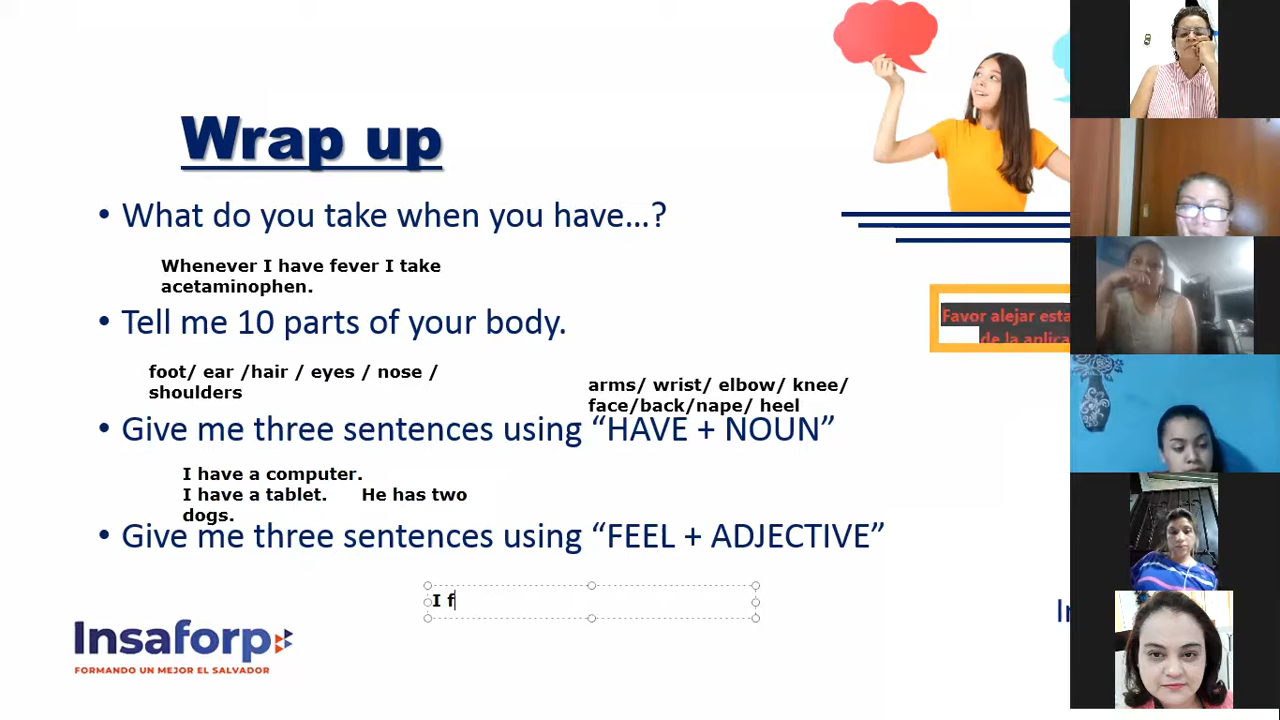 Wrap up
• What do you take when you have...?
Whenever I have fever I take
acetaminophen.
• Tell me 10 parts of your body.
Favor alejar esta
de la aplica
foot/ ear /hair / eyes / nose /
shoulders
arms/ wrist/ elbow/ knee/
face/back/nape/ heel
• Give me three sentences using “HAVE + NOUN”
I have a computer.
I have a tablet. He has two
dogs.
• Give me three sentences using “FEEL + ADJECTIVE”
I f
Insaforp
FORMANDO UN MEJOR EL SALVADOR